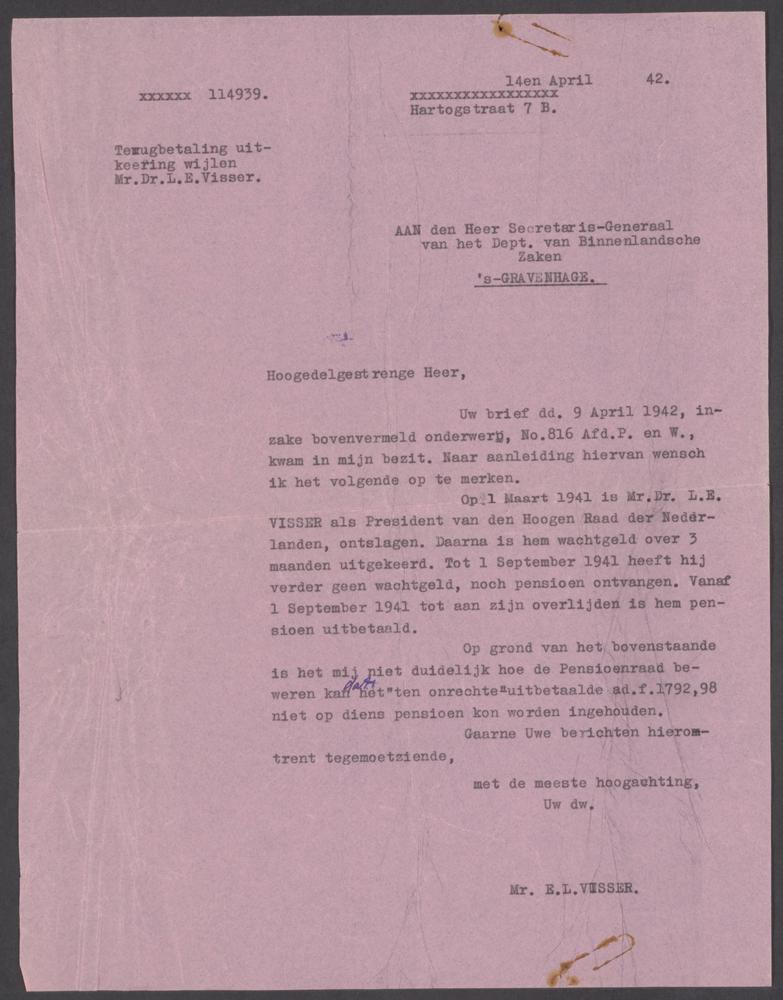 14en April 42.
xxxxxx 114939. xxxxxxxxxxxxxxxxx
Hartogstraat 7 B.
Terugbetaling uit-
keering wijlen
Mr.Dr.L.E.Visser.
AAN den Heer Secretaris-Generaal
van het Dept. van Binnenlandsche
Zaken
's-GRAVENHAGE.
Hoogedelgestrenge Heer,
Uw brief dd. 9 April 1942, in-
zake bovenvermeld onderwerp, No.816 Afd.P. en W.,
kwam in mijn bezit. Naar aanleiding hiervan wensch
ik het volgende op te merken.
Op 1 Maart 1941 is Mr.Dr. L.E.
VISSER als President van den Hoogen Raad der Neder-
landen, ontslagen. Daarna is hem wachtgeld over 3
maanden uitgekeerd. Tot 1 September 1941 heeft hij
verder geen wachtgeld, noch pensioen ontvangen. Vanaf
1 September 1941 tot aan zijn overlijden is hem pen-
sioen uitbetaald.
Op grond van het bovenstaande
is het mij niet duidelijk hoe de Pensioenraad be-
weren kan dat het "ten onrechte" uitbetaalde ad.f.1792,98
niet op diens pensioen kon worden ingehouden.
Gaarne Uwe berichten hierom-
trent tegemoetziende,
met de meeste hoogachting,
Uw dw.
Mr. E.L.VISSER.